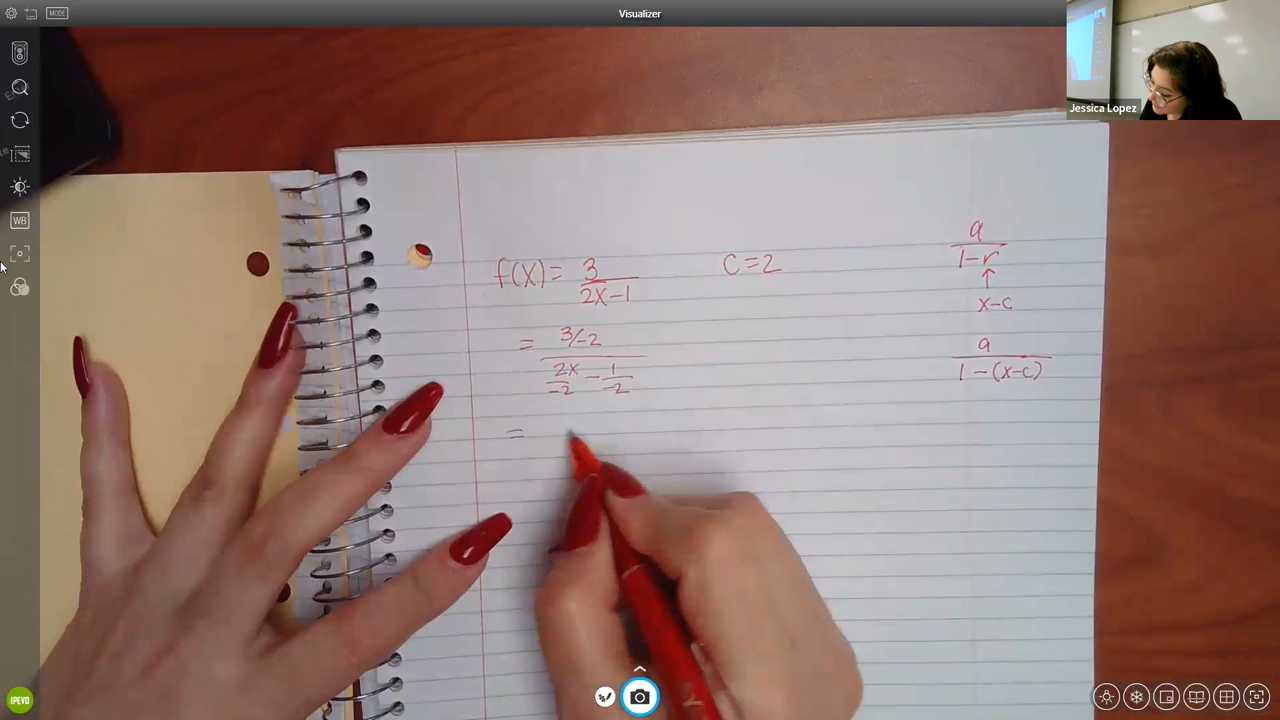 MODE
Visualizer
Jessica Lopez
WB
f(x) = 3/(2x-1)
C=2
a/(1-r)
↑
x-c
= (3/-2)/(2x/-2 - 1/-2)
a/(1-(x-c))
=
IPEVO